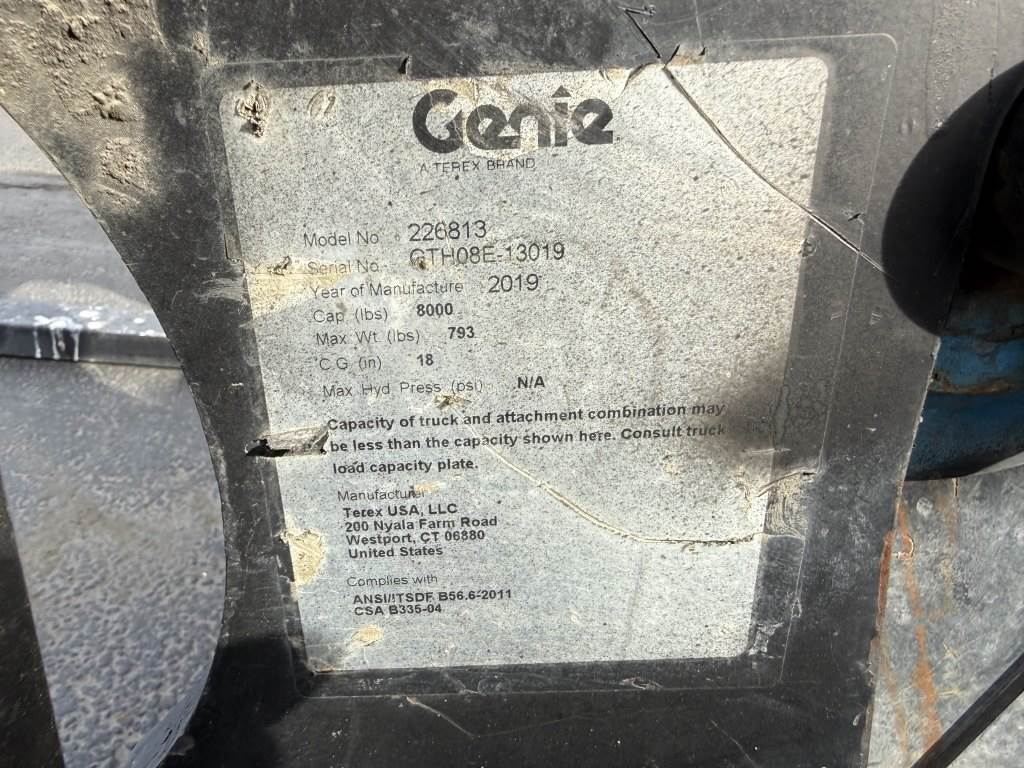 Genie
A TEREX BRAND
Model No. 226813
Serial No. GTH08E-13019
Year of Manufacture 2019
Cap. (lbs) 8000
Max Wt (lbs) 793
C.G. (in) 18
Max Hyd Press (psi) N/A
Capacity of truck and attachment combination may
be less than the capacity shown here. Consult truck
load capacity plate.
Manufacturer
Terex USA, LLC
200 Nyala Farm Road
Westport, CT 06880
United States
Complies with
ANSI/ITSDF B56.6-2011
CSA B335-04